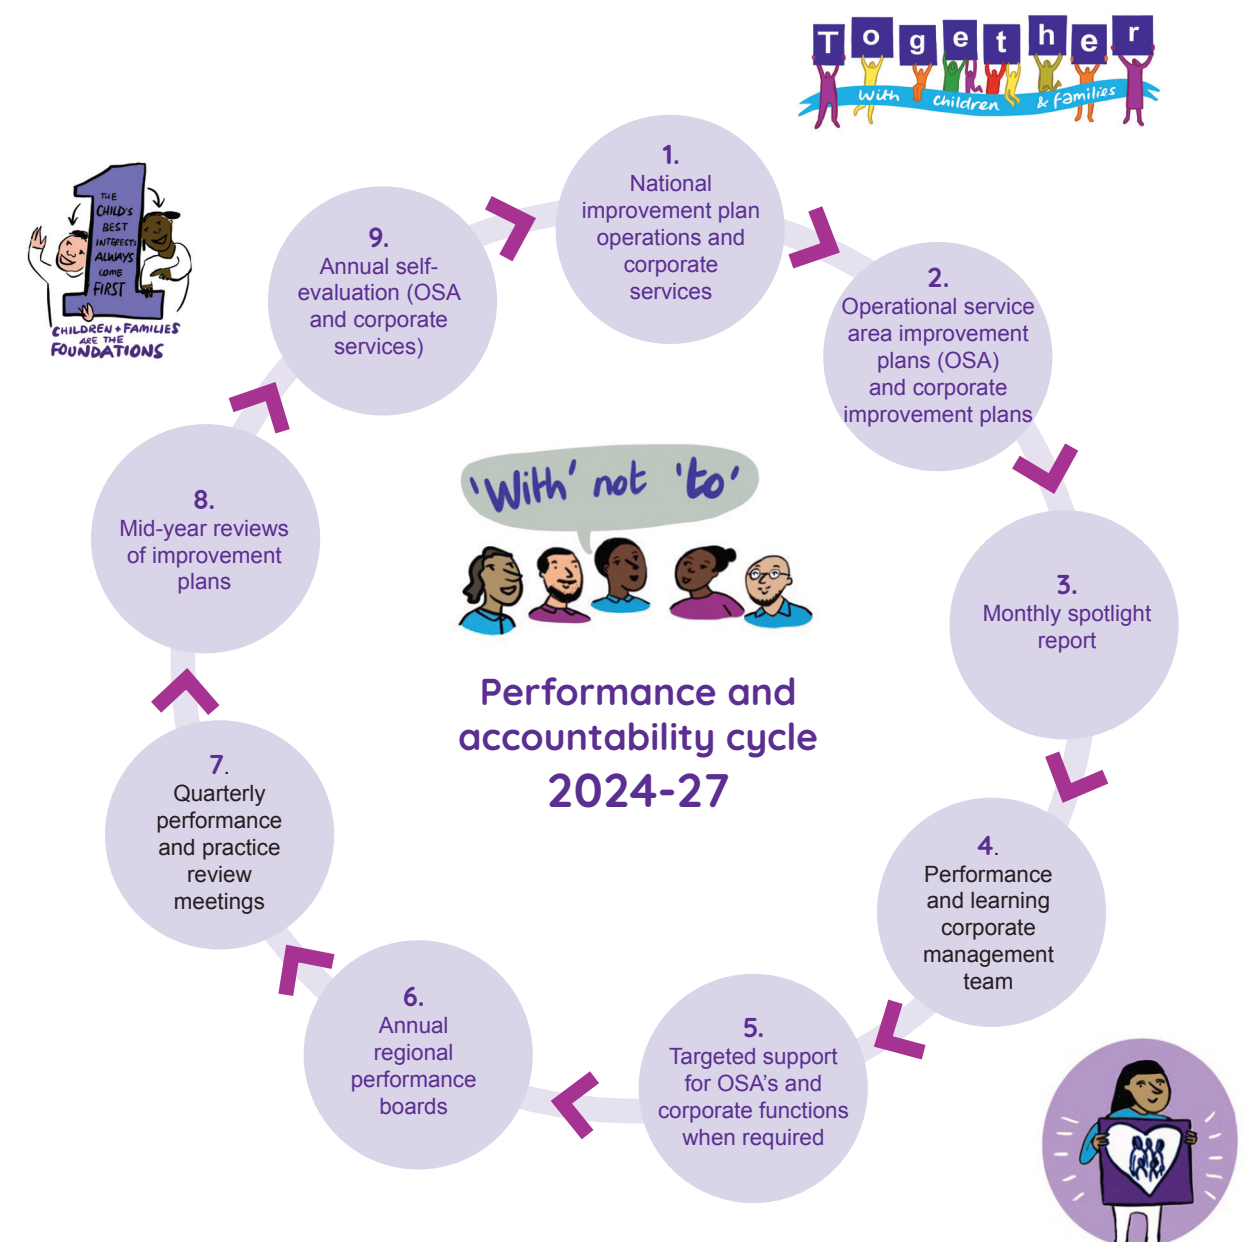 Together
with children & families
THE
CHILD'S
BEST
INTERESTS
ALWAYS
COME
FIRST
CHILDREN + FAMILIES
ARE THE
FOUNDATIONS
1.
National
improvement plan
operations and
corporate
services
2.
Operational service
area improvement
plans (OSA)
and corporate
improvement plans
3.
Monthly spotlight
report
4.
Performance
and learning
corporate
management
team
5.
Targeted support
for OSA's and
corporate functions
when required
6.
Annual
regional
performance
boards
7.
Quarterly
performance
and practice
review
meetings
8.
Mid-year reviews
of improvement
plans
9.
Annual self-
evaluation (OSA
and corporate
services)
'With' not 'to'
Performance and
accountability cycle
2024-27